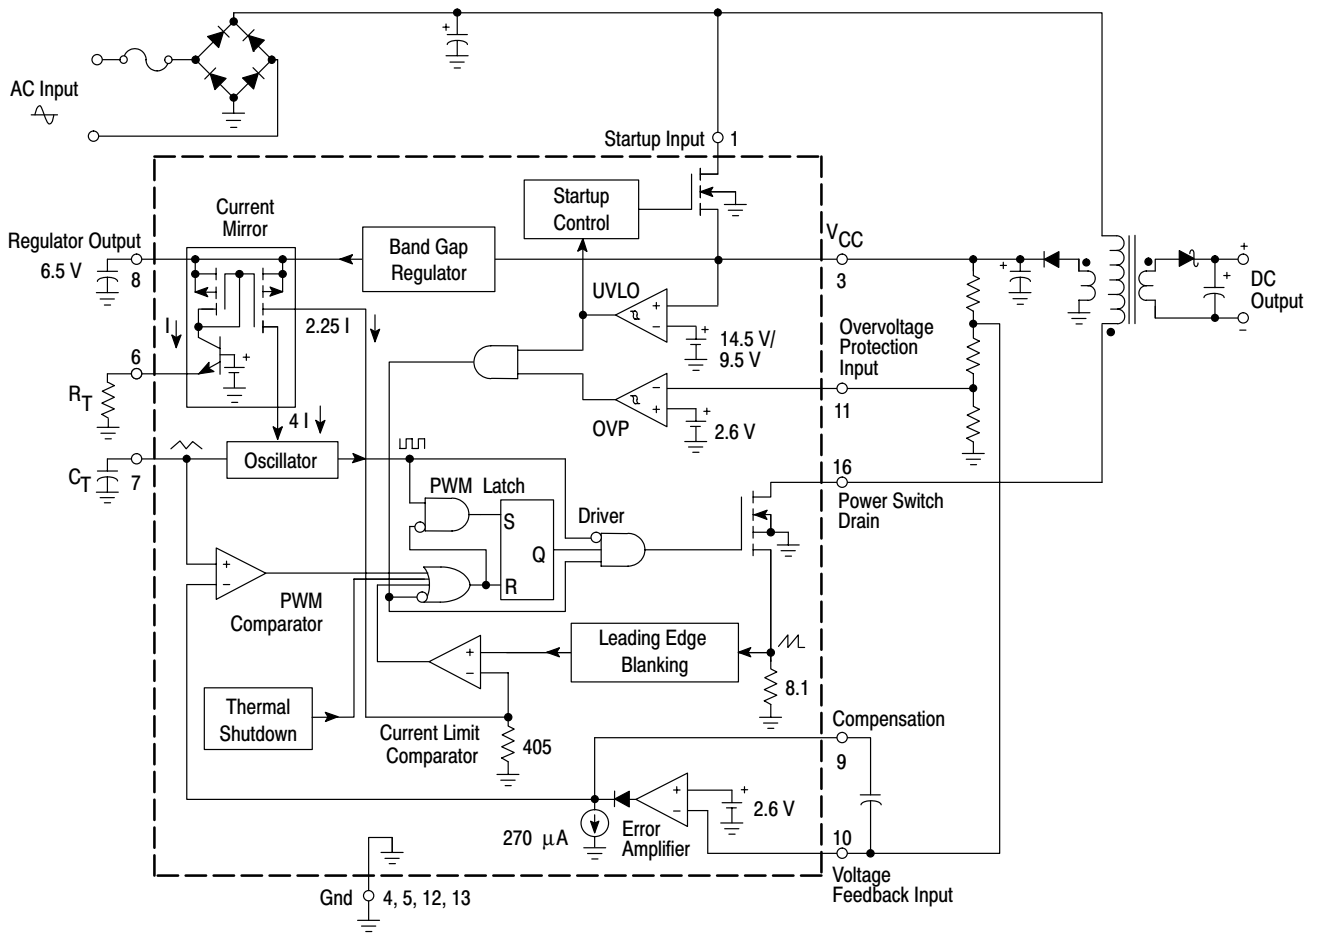 AC Input
Startup Input
1
Current
Mirror
Startup
Control
Regulator Output
6.5 V
8
Band Gap
Regulator
VCC
3
UVLO
14.5 V/
9.5 V
DC
Output
+
−
I
2.25 I
6
RT
4 I
Overvoltage
Protection
Input
11
OVP
2.6 V
CT
7
Oscillator
PWM Latch
S
Q
R
Driver
16
Power Switch
Drain
PWM
Comparator
Leading Edge
Blanking
8.1
Thermal
Shutdown
Current Limit
Comparator
405
Compensation
9
270 µA
Error
Amplifier
2.6 V
10
Voltage
Feedback Input
Gnd
4, 5, 12, 13